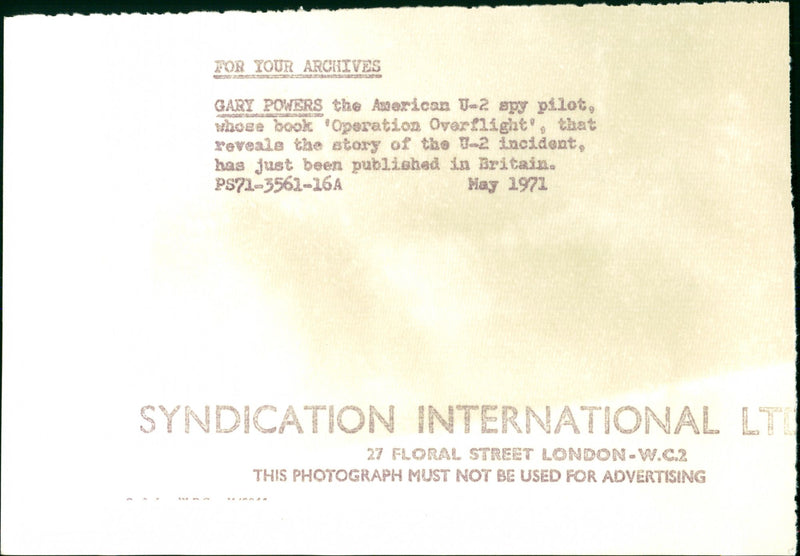 FOR YOUR ARCHIVES
GARY POWERS the American U-2 spy pilot,
whose book 'Operation Overflight', that
reveals the story of the U-2 incident,
has just been published in Britain.
PS71-3561-16A May 1971
SYNDICATION INTERNATIONAL LTD
27 FLORAL STREET LONDON-W.C.2
THIS PHOTOGRAPH MUST NOT BE USED FOR ADVERTISING